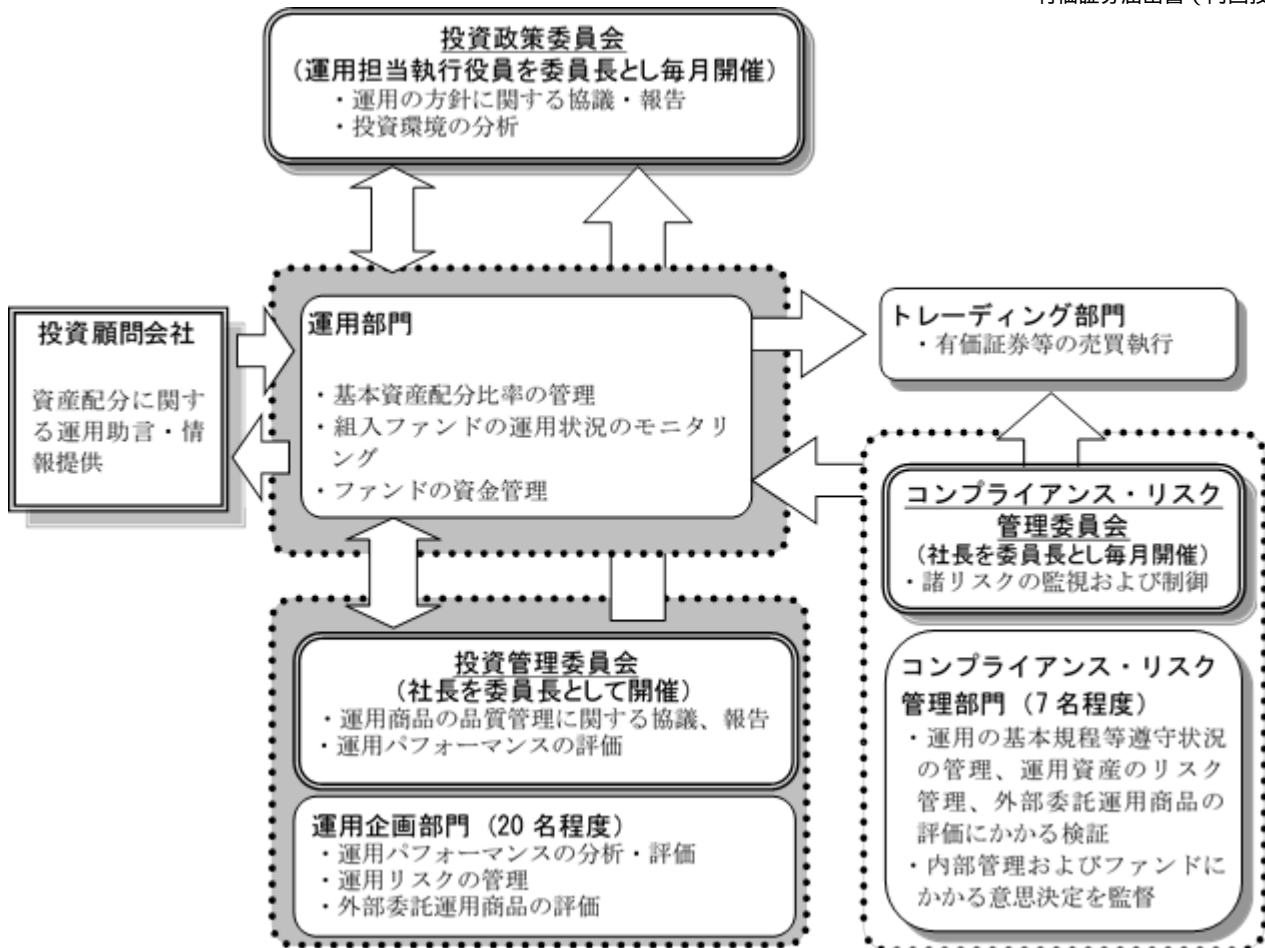 有価証券届出書（内国投
投資政策委員会
（運用担当執行役員を委員長とし毎月開催）
・運用の方針に関する協議・報告
・投資環境の分析
投資顧問会社
資産配分に関す
る運用助言・情
報提供
運用部門
・基本資産配分比率の管理
・組入ファンドの運用状況のモニタリ
ング
・ファンドの資金管理
トレーディング部門
・有価証券等の売買執行
コンプライアンス・リスク
管理委員会
（社長を委員長とし毎月開催）
・諸リスクの監視および制御
コンプライアンス・リスク
管理部門（7名程度）
・運用の基本規程等遵守状況
の管理、運用資産のリスク
管理、外部委託運用商品の
評価にかかる検証
・内部管理およびファンドに
かかる意思決定を監督
投資管理委員会
（社長を委員長として開催）
・運用商品の品質管理に関する協議、報告
・運用パフォーマンスの評価
運用企画部門（20名程度）
・運用パフォーマンスの分析・評価
・運用リスクの管理
・外部委託運用商品の評価